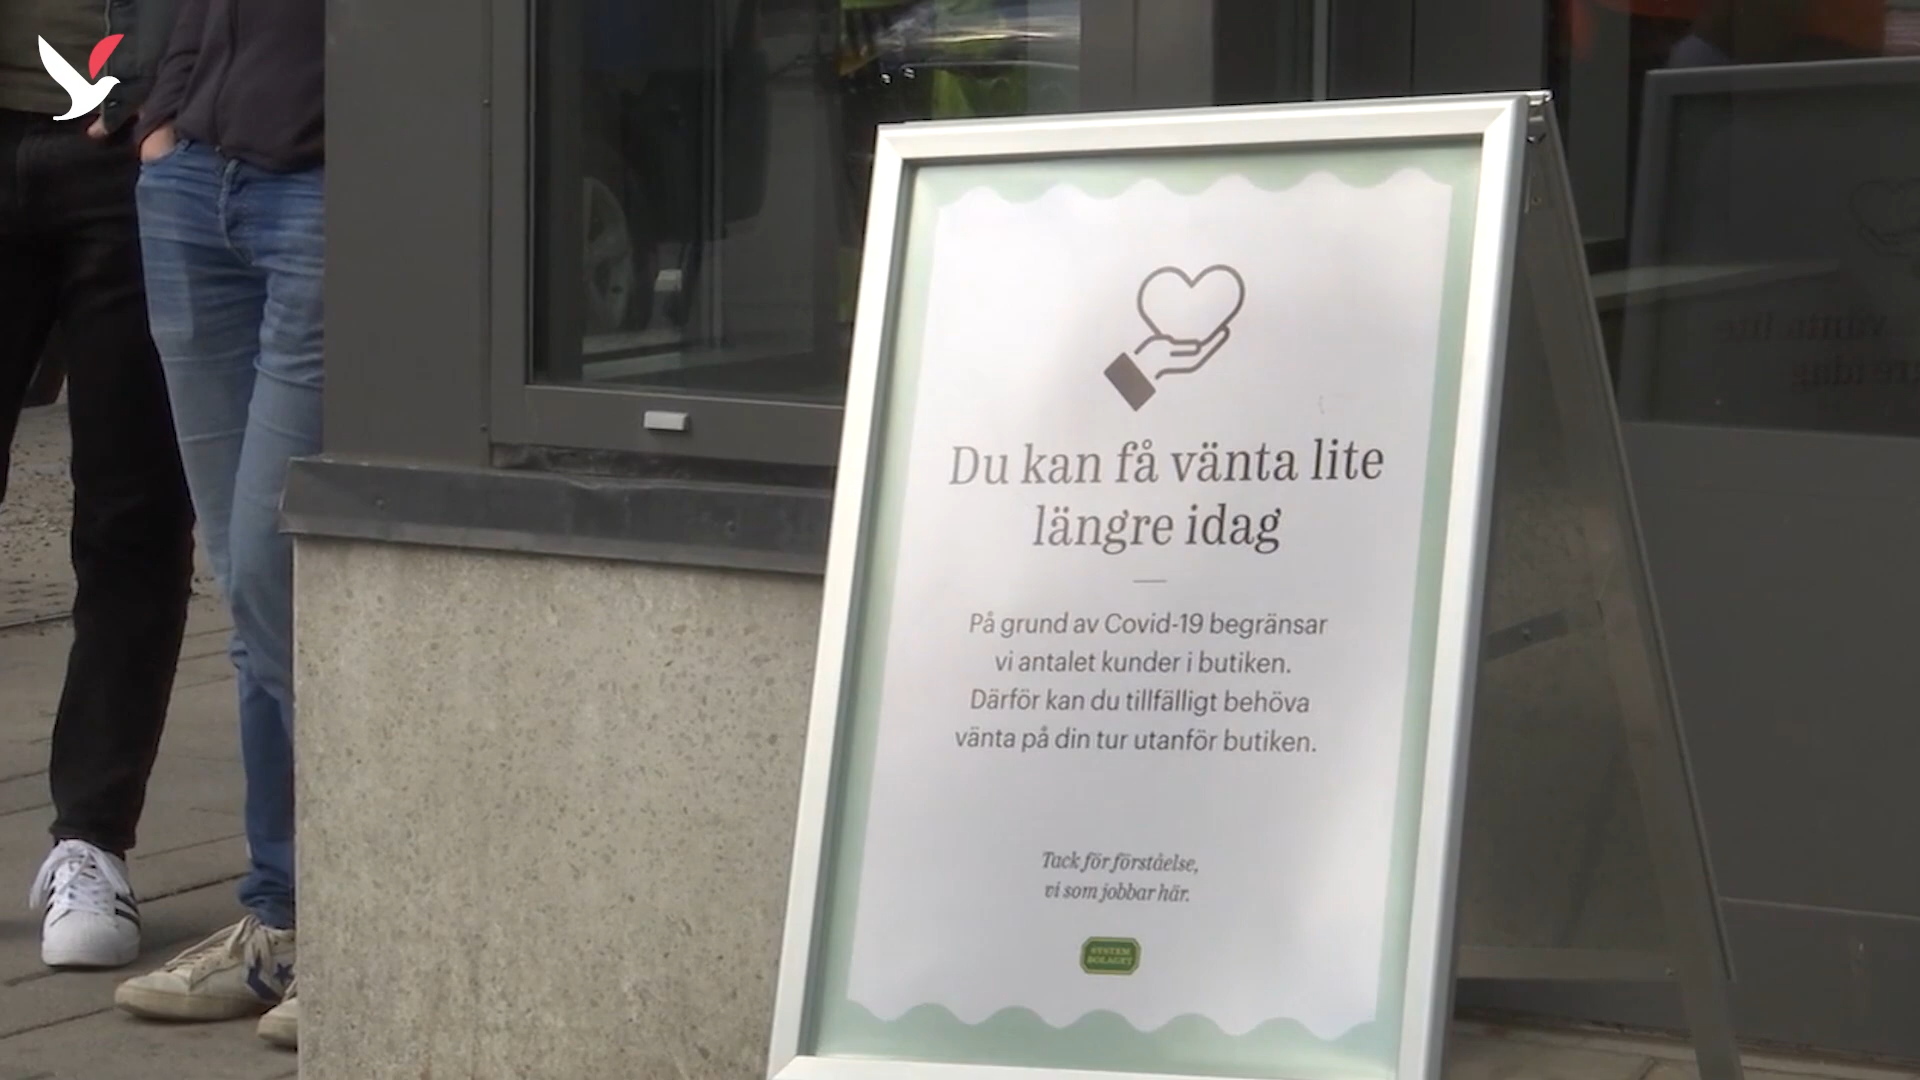 Du kan få vänta lite
längre idag
På grund av Covid-19 begränsar
vi antalet kunder i butiken.
Därför kan du tillfälligt behöva
vänta på din tur utanför butiken.
Tack för förståelse,
vi som jobbar här.
SYSTEM
BOLAGET